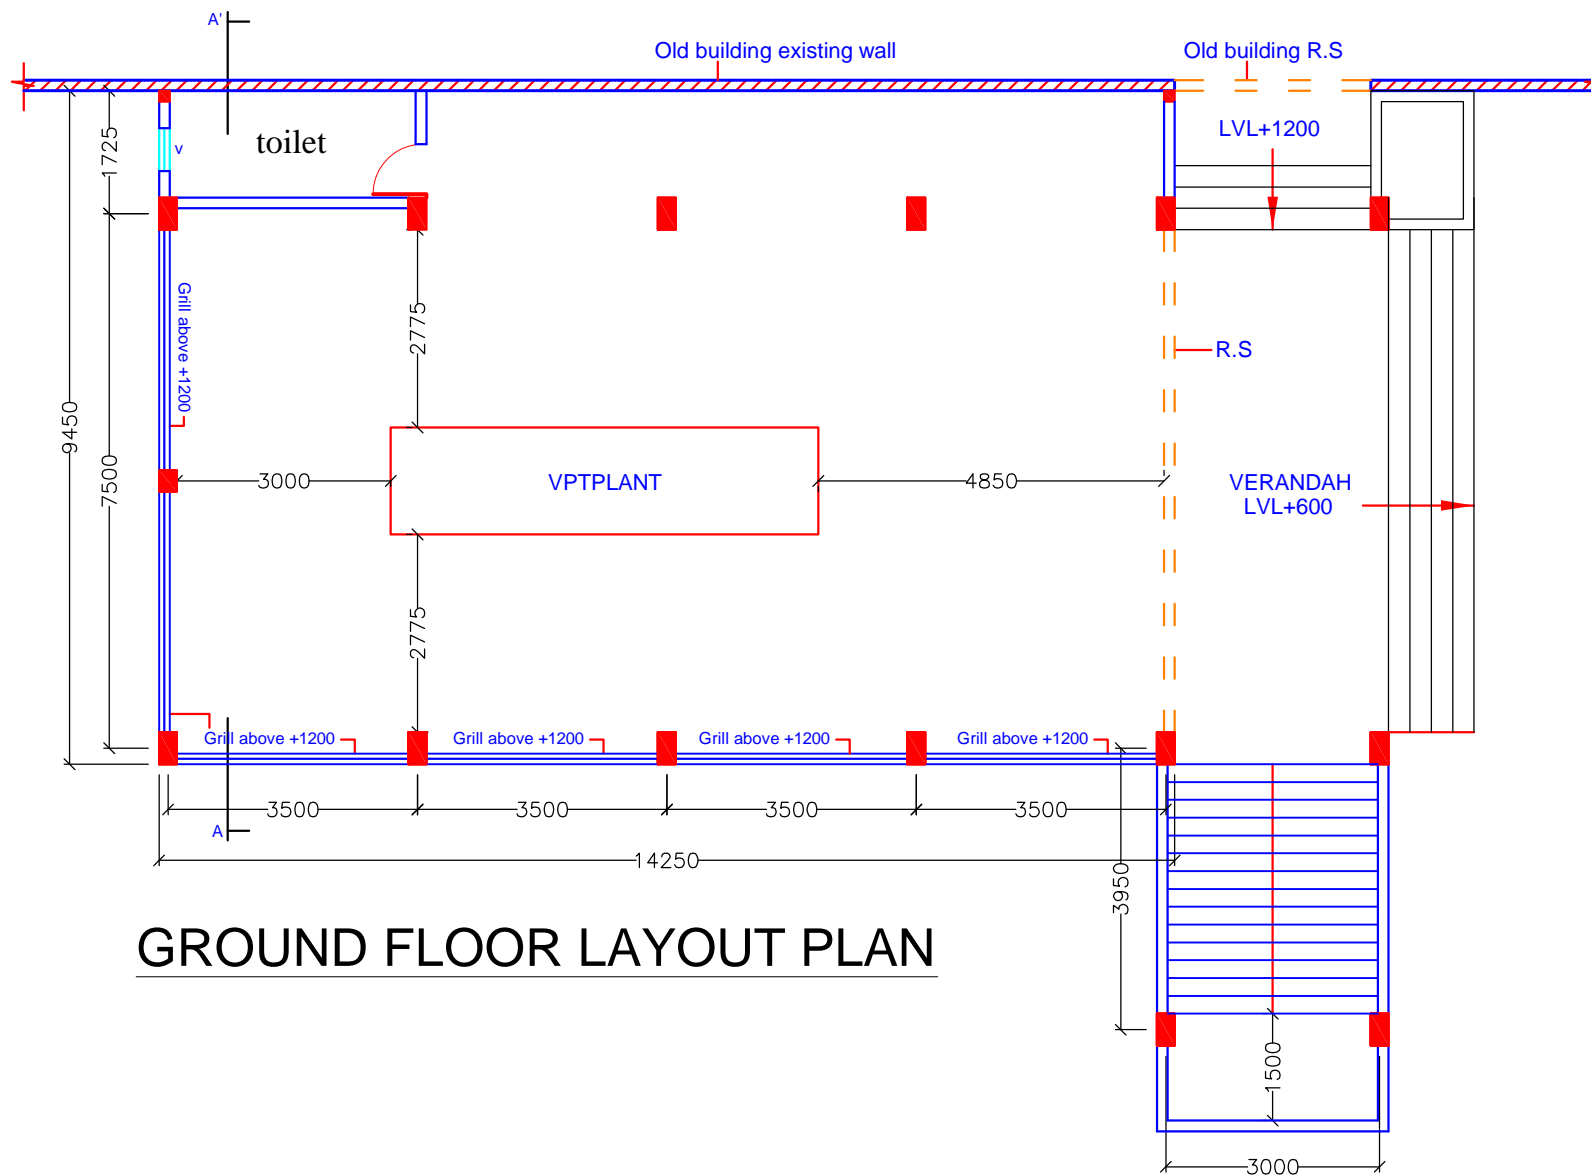 A'
Old building existing wall
Old building R.S
toilet
v
LVL+1200
1725
Grill above +1200
2775
R.S
9450
7500
3000
VPTPLANT
4850
VERANDAH
LVL+600
2775
Grill above +1200
Grill above +1200
Grill above +1200
Grill above +1200
3500
3500
3500
3500
A
14250
3950
GROUND FLOOR LAYOUT PLAN
1500
3000